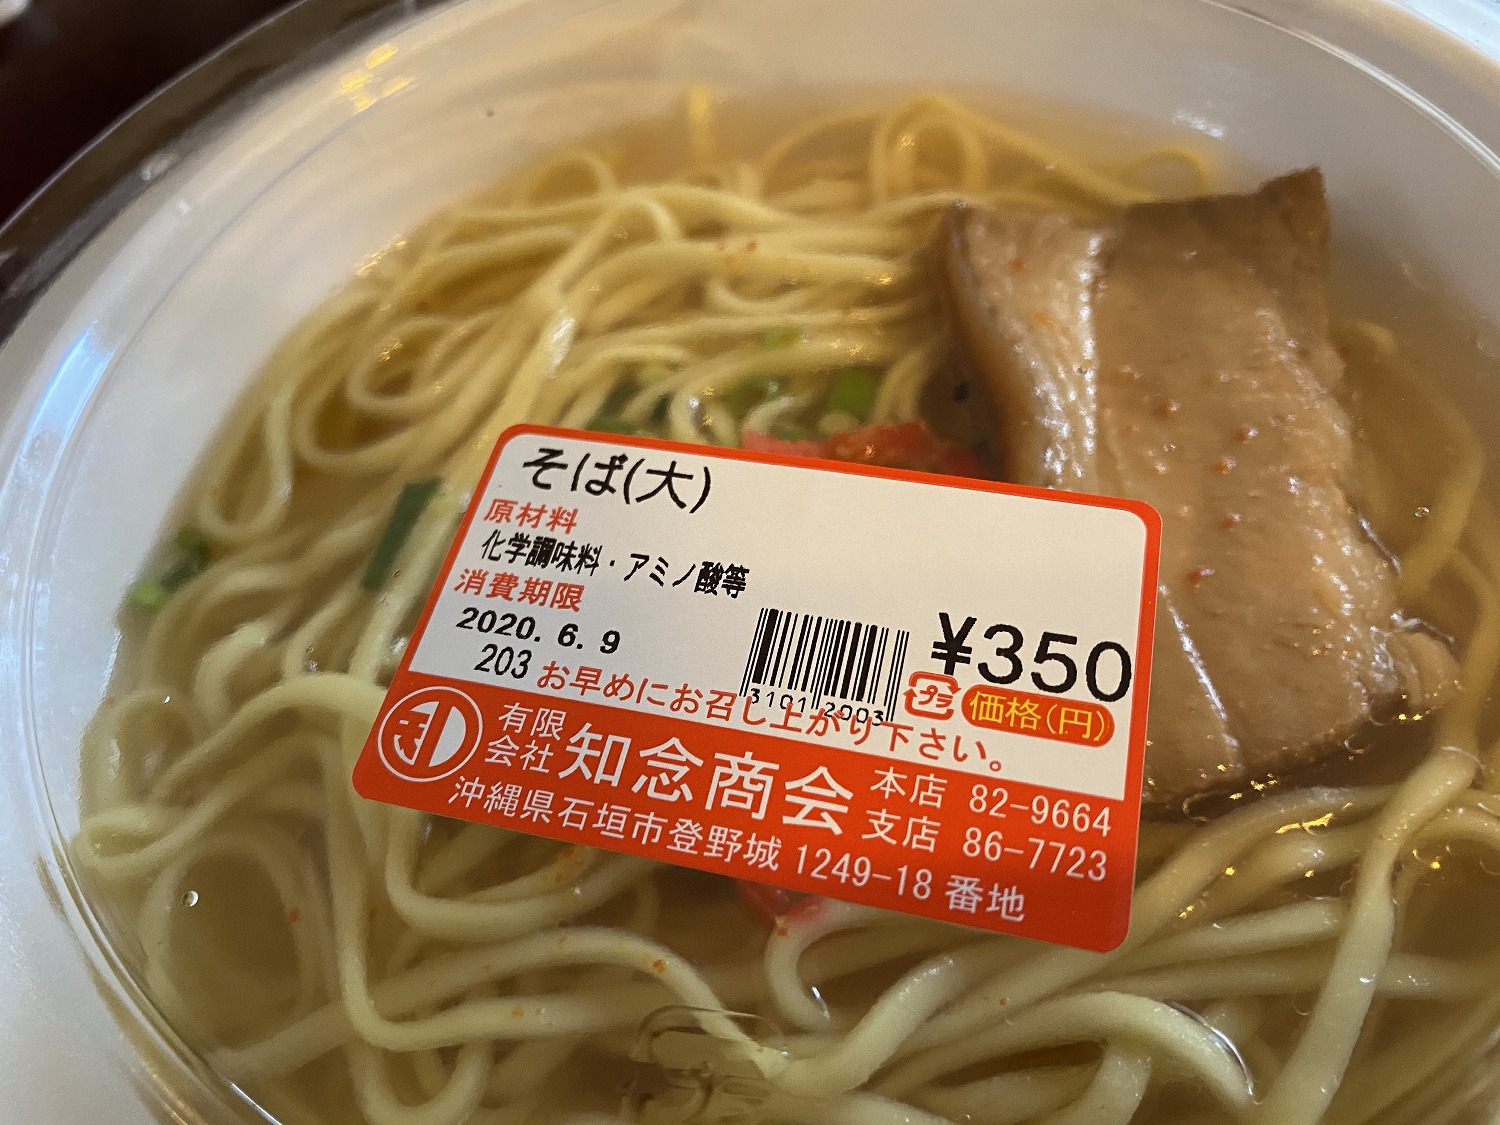 そば(大)
原材料
化学調味料・アミノ酸等
消費期限
2020. 6. 9
203
¥350
プラ
価格(円)
31012003
お早めにお召し上がり下さい。
有限会社 知念商会 本店 82-9664
支店 86-7723
沖縄県石垣市登野城 1249-18 番地